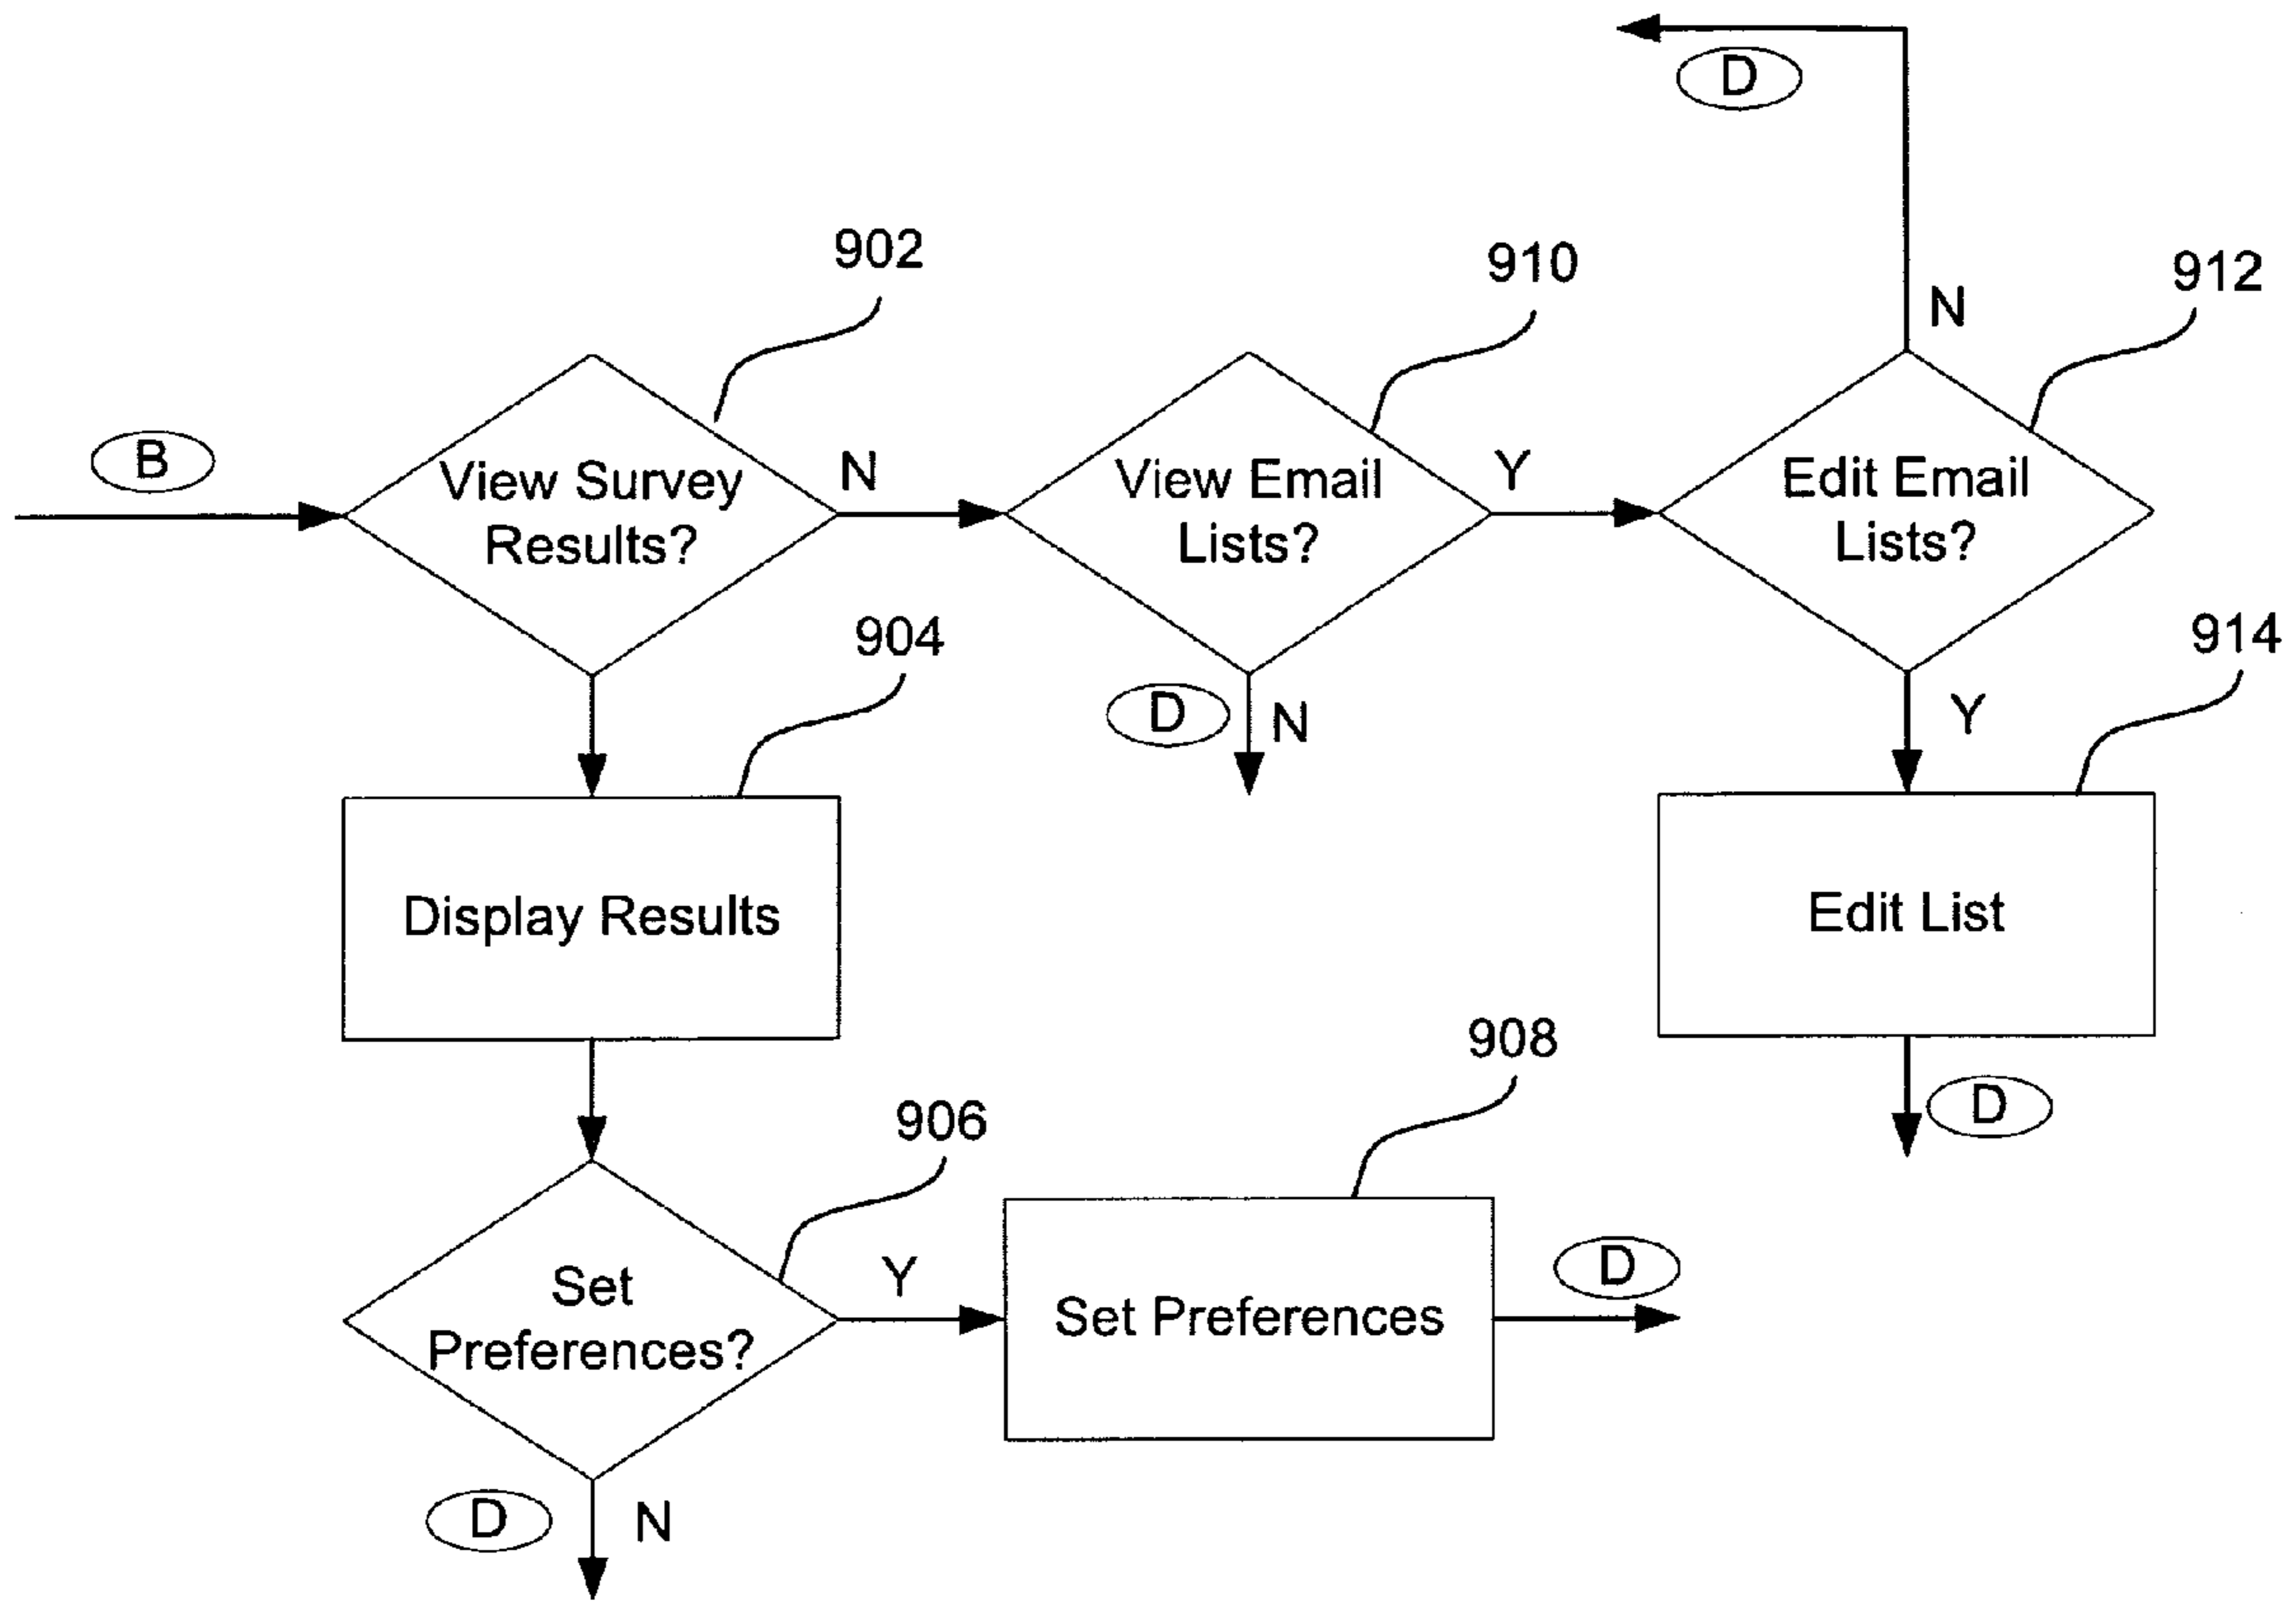 D
902
910
912
N
B
View Survey
Results?
N
View Email
Lists?
Y
Edit Email
Lists?
904
914
D
N
Y
Display Results
Edit List
908
D
906
Set
Preferences?
Y
Set Preferences
D
D
N